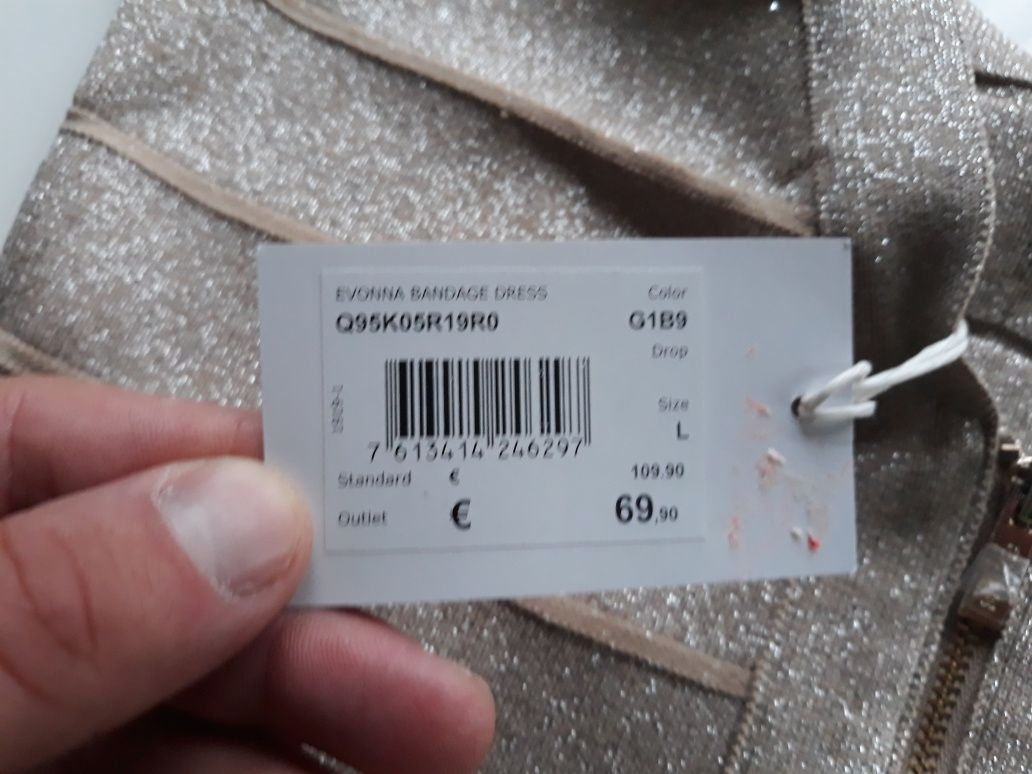 EVONNA BANDAGE DRESS Color
Q95K05R19R0 G1B9
Drop
Size
L
7 613414 246297
Standard € 109.90
Outlet € 69,90